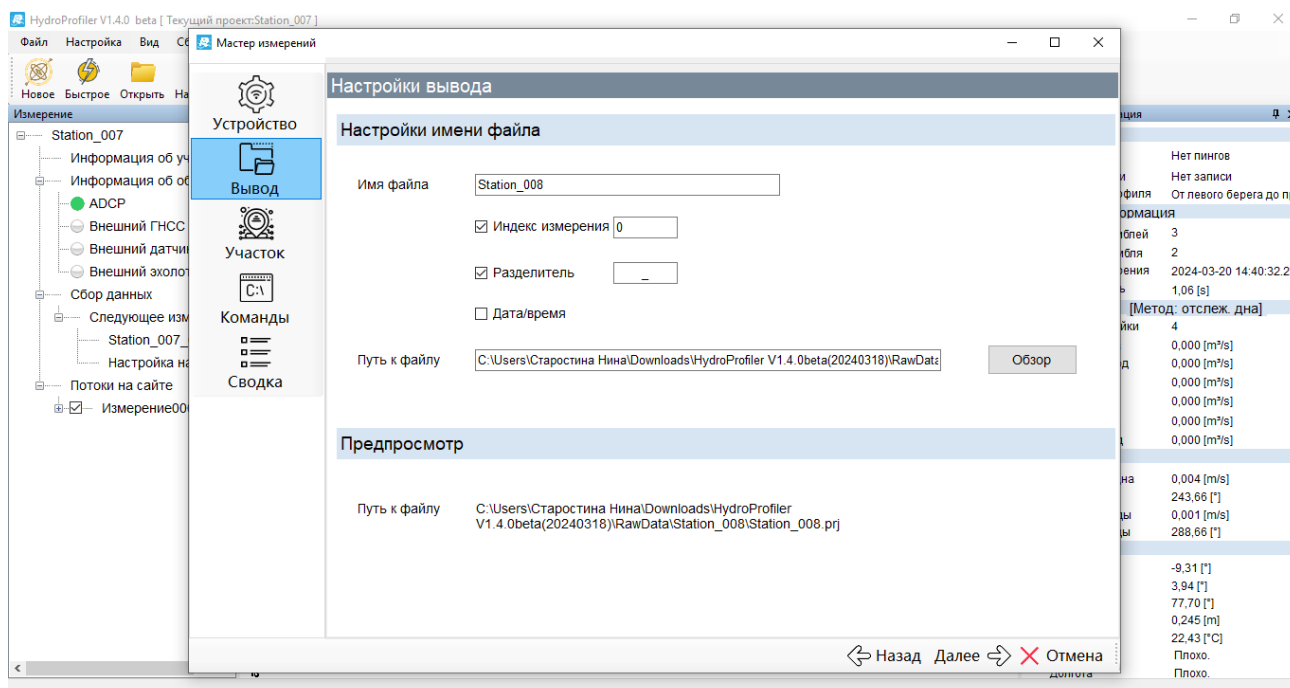 HydroProfiler V1.4.0 beta [ Текущий проект:Station_007 ]
Файл Настройка Вид
Новое Быстрое Открыть
Измерение
Station_007
Информация об
Информация об
ADCP
Внешний ГНСС
Внешний
Внешний эхолот
Сбор данных
Следующее
Station_007_
Настройка
Потоки на сайте
Измерение00
Мастер измерений
Устройство
Вывод
Участок
Команды
C:\
Сводка
Настройки вывода
Настройки имени файла
Имя файла Station_008
Индекс измерения 0
Разделитель _
Дата/время
Путь к файлу C:\Users\Старостина Нина\Downloads\HydroProfiler V1.4.0beta(20240318)\RawData Обзор
Предпросмотр
Путь к файлу C:\Users\Старостина Нина\Downloads\HydroProfiler
V1.4.0beta(20240318)\RawData\Station_008\Station_008.prj
Назад Далее Отмена
Нет пингов
Нет записи
От левого берега до
3
2
2024-03-20 14:40:32.2
1,06 [s]
[Метод: отслеж. дна]
4
0,000 [m³/s]
0,000 [m³/s]
0,000 [m³/s]
0,000 [m³/s]
0,000 [m³/s]
0,000 [m³/s]
0,004 [m/s]
243,66 [°]
0,001 [m/s]
288,66 [°]
-9,31 [°]
3,94 [°]
77,70 [°]
0,245 [m]
22,43 [°C]
Плохо.
Долгота Плохо.